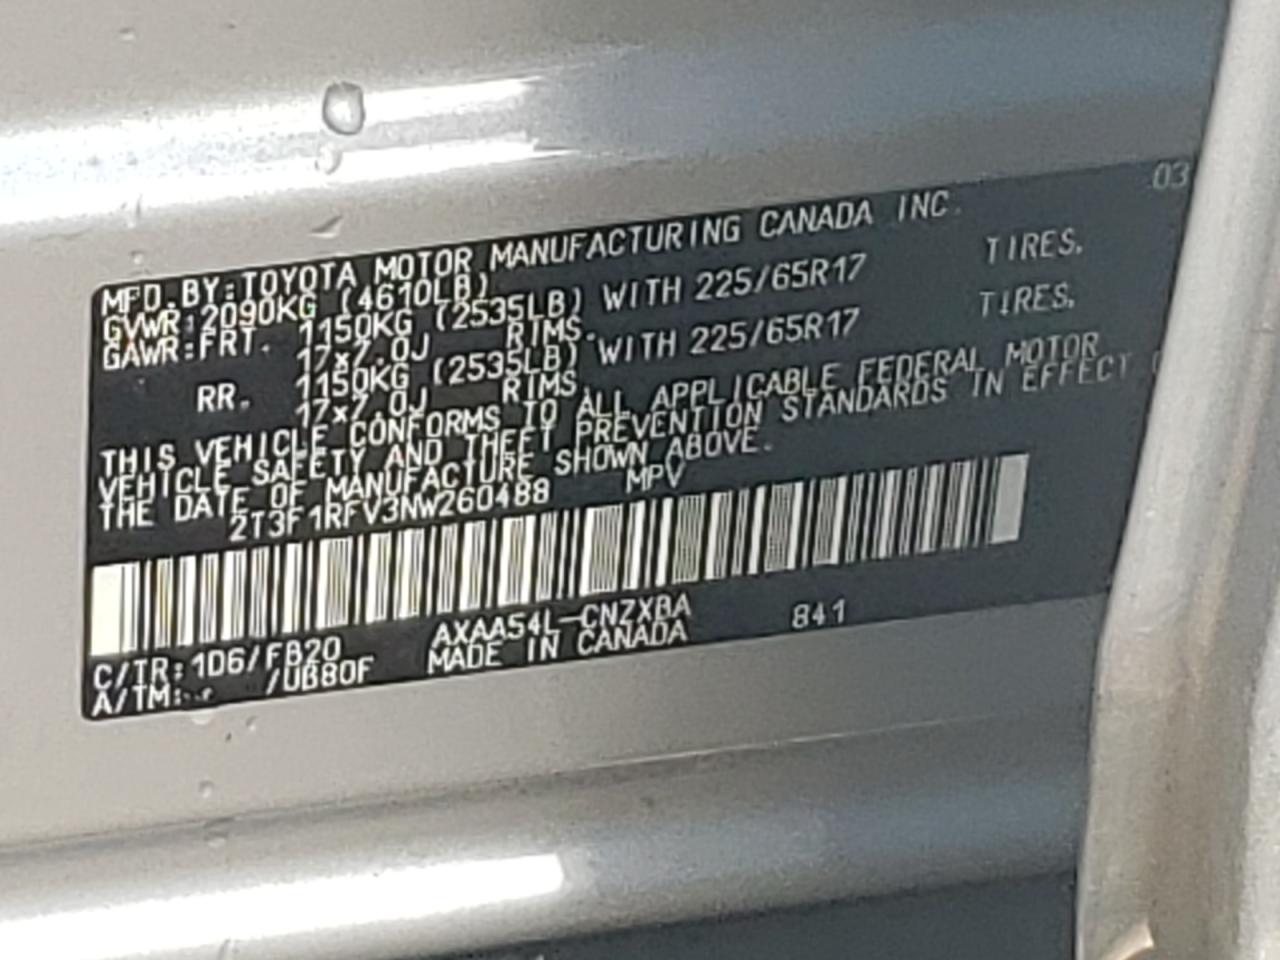 03
MFD.BY:TOYOTA MOTOR MANUFACTURING CANADA INC.
GVWR:2090KG (4610LB)
GAWR:FRT. 1150KG (2535LB) WITH 225/65R17 TIRES,
17x7.0J RIMS.
RR. 1150KG (2535LB) WITH 225/65R17 TIRES,
17x7.0J RIMS.
THIS VEHICLE CONFORMS TO ALL APPLICABLE FEDERAL MOTOR
VEHICLE SAFETY AND THEFT PREVENTION STANDARDS IN EFFECT
THE DATE OF MANUFACTURE SHOWN ABOVE.
2T3F1RFV3NW260488 MPV
C/TR:1D6/FB20 AXAA54L-CNZXBA 841
A/TM: /UB80F MADE IN CANADA